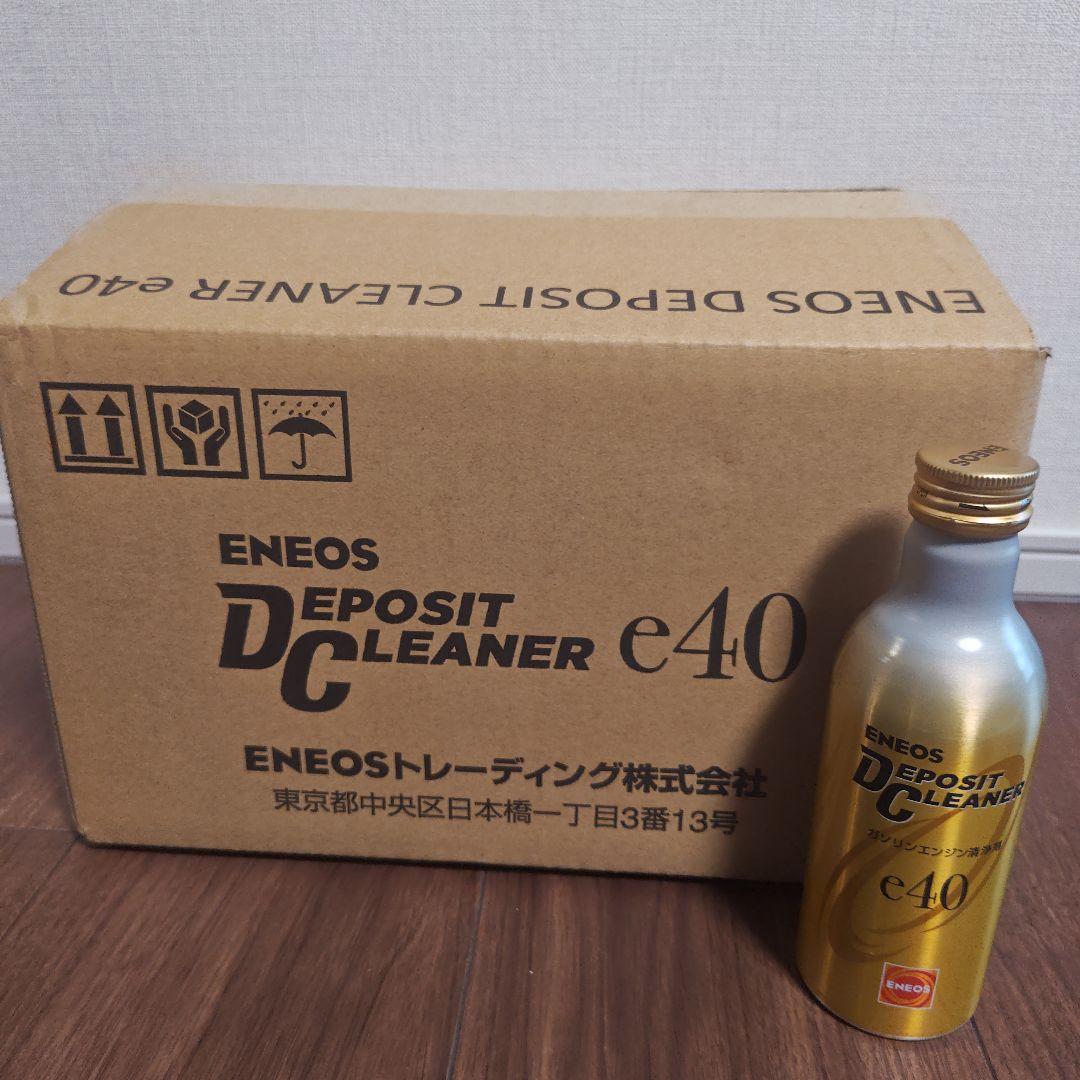 ENEOS DEPOSIT CLEANER e40
ENEOS
DEPOSIT
CLEANER e40
ENEOSトレーディング株式会社
東京都中央区日本橋一丁目3番13号
ENEOS
ENEOS
DEPOSIT
CLEANER
ガソリンエンジン清浄剤
e40
ENEOS